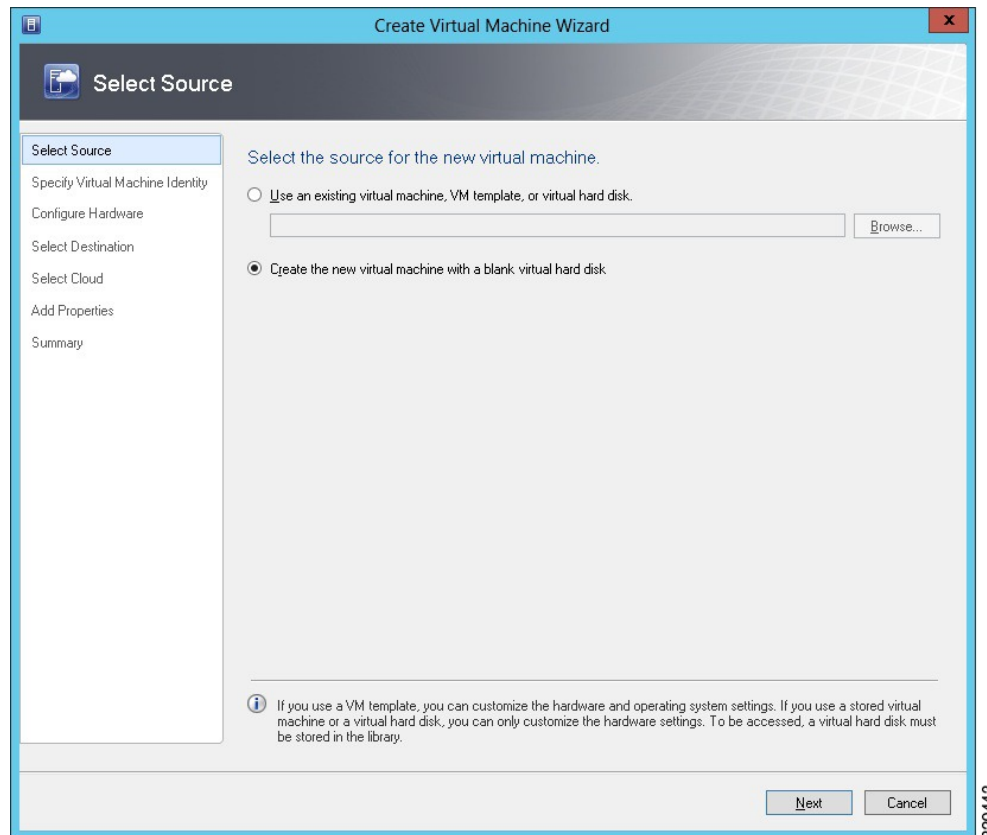 Create Virtual Machine Wizard
x
Select Source
Select Source
Specify Virtual Machine Identity
Configure Hardware
Select Destination
Select Cloud
Add Properties
Summary
Select the source for the new virtual machine.
Use an existing virtual machine, VM template, or virtual hard disk.
Browse...
Create the new virtual machine with a blank virtual hard disk
If you use a VM template, you can customize the hardware and operating system settings. If you use a stored virtual
machine or a virtual hard disk, you can only customize the hardware settings. To be accessed, a virtual hard disk must
be stored in the library.
Next
Cancel